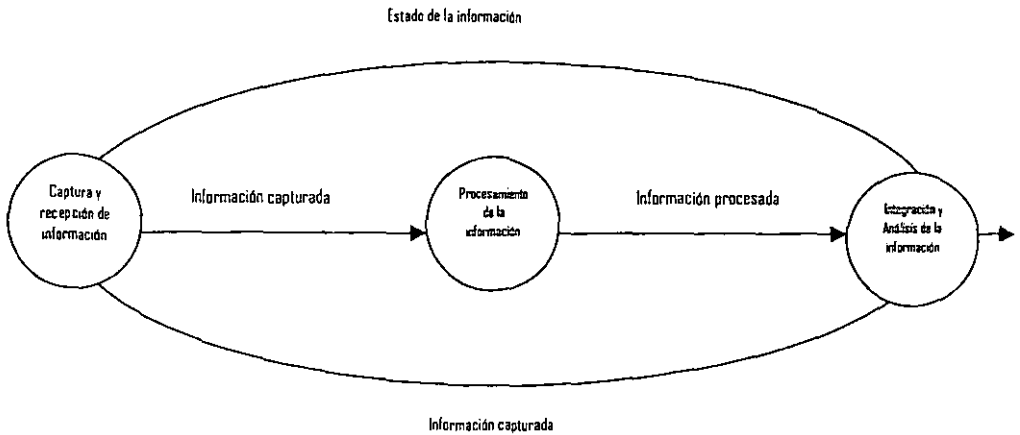 Estado de la información
Captura y
recepción de
información
Información capturada
Procesamiento
de la
información
Información procesada
Integración y
Análisis de la
información
Información capturada